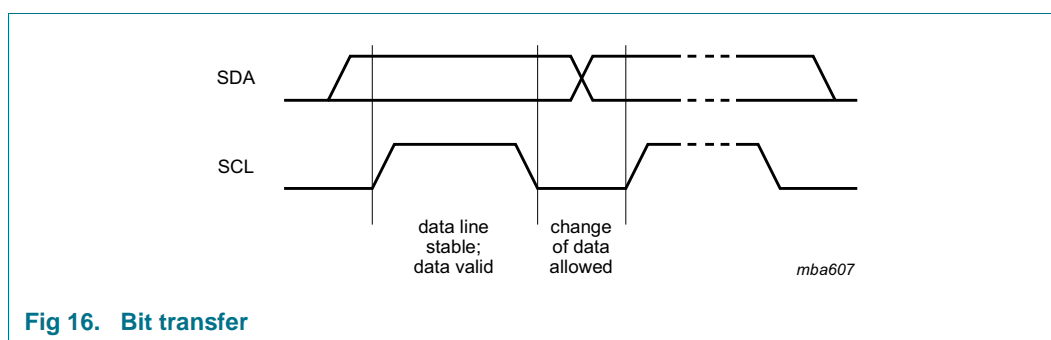 SDA
SCL
data line
stable;
data valid
change
of data
allowed
mba607
Fig 16. Bit transfer